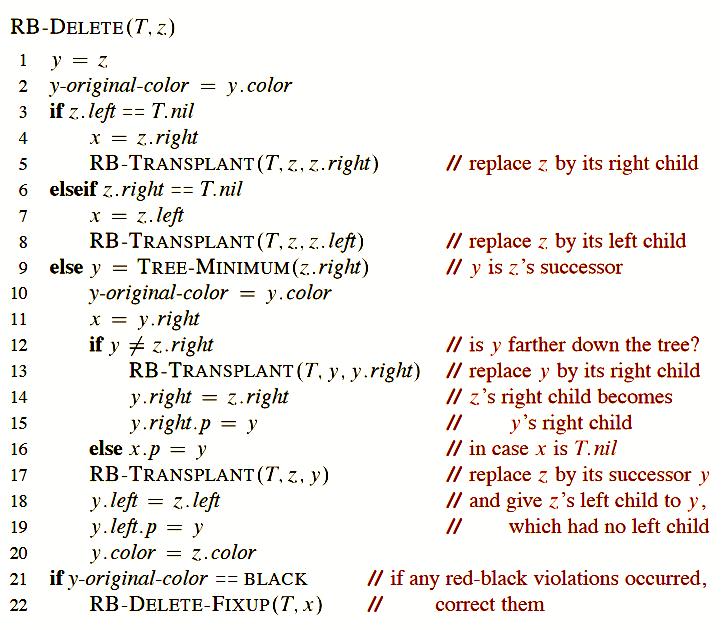 RB-DELETE(T, z)
1 y = z
2 y-original-color = y.color
3 if z.left == T.nil
4 x = z.right
5 RB-TRANSPLANT(T, z, z.right) // replace z by its right child
6 elseif z.right == T.nil
7 x = z.left
8 RB-TRANSPLANT(T, z, z.left) // replace z by its left child
9 else y = TREE-MINIMUM(z.right) // y is z’s successor
10 y-original-color = y.color
11 x = y.right
12 if y ≠ z.right // is y farther down the tree?
13 RB-TRANSPLANT(T, y, y.right) // replace y by its right child
14 y.right = z.right // z’s right child becomes
15 y.right.p = y // y’s right child
16 else x.p = y // in case x is T.nil
17 RB-TRANSPLANT(T, z, y) // replace z by its successor y
18 y.left = z.left // and give z’s left child to y,
19 y.left.p = y // which had no left child
20 y.color = z.color
21 if y-original-color == BLACK // if any red-black violations occurred,
22 RB-DELETE-FIXUP(T, x) // correct them